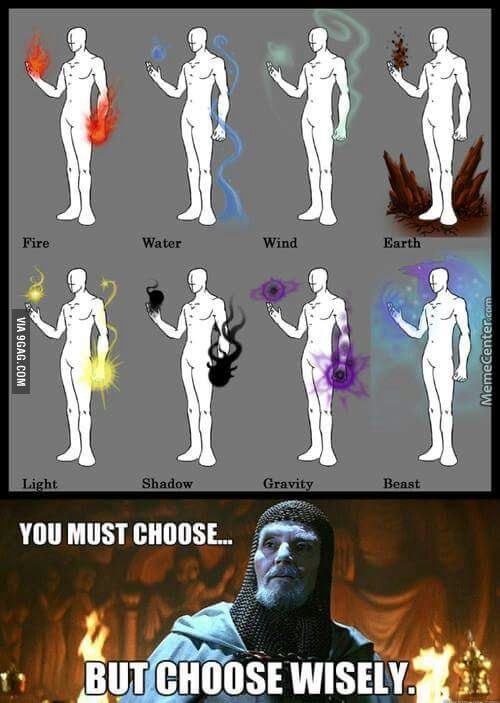 Fire
Water
Wind
Earth
VIA 9GAG.COM
MemeCenter.com
Light
Shadow
Gravity
Beast
YOU MUST CHOOSE...
BUT CHOOSE WISELY.